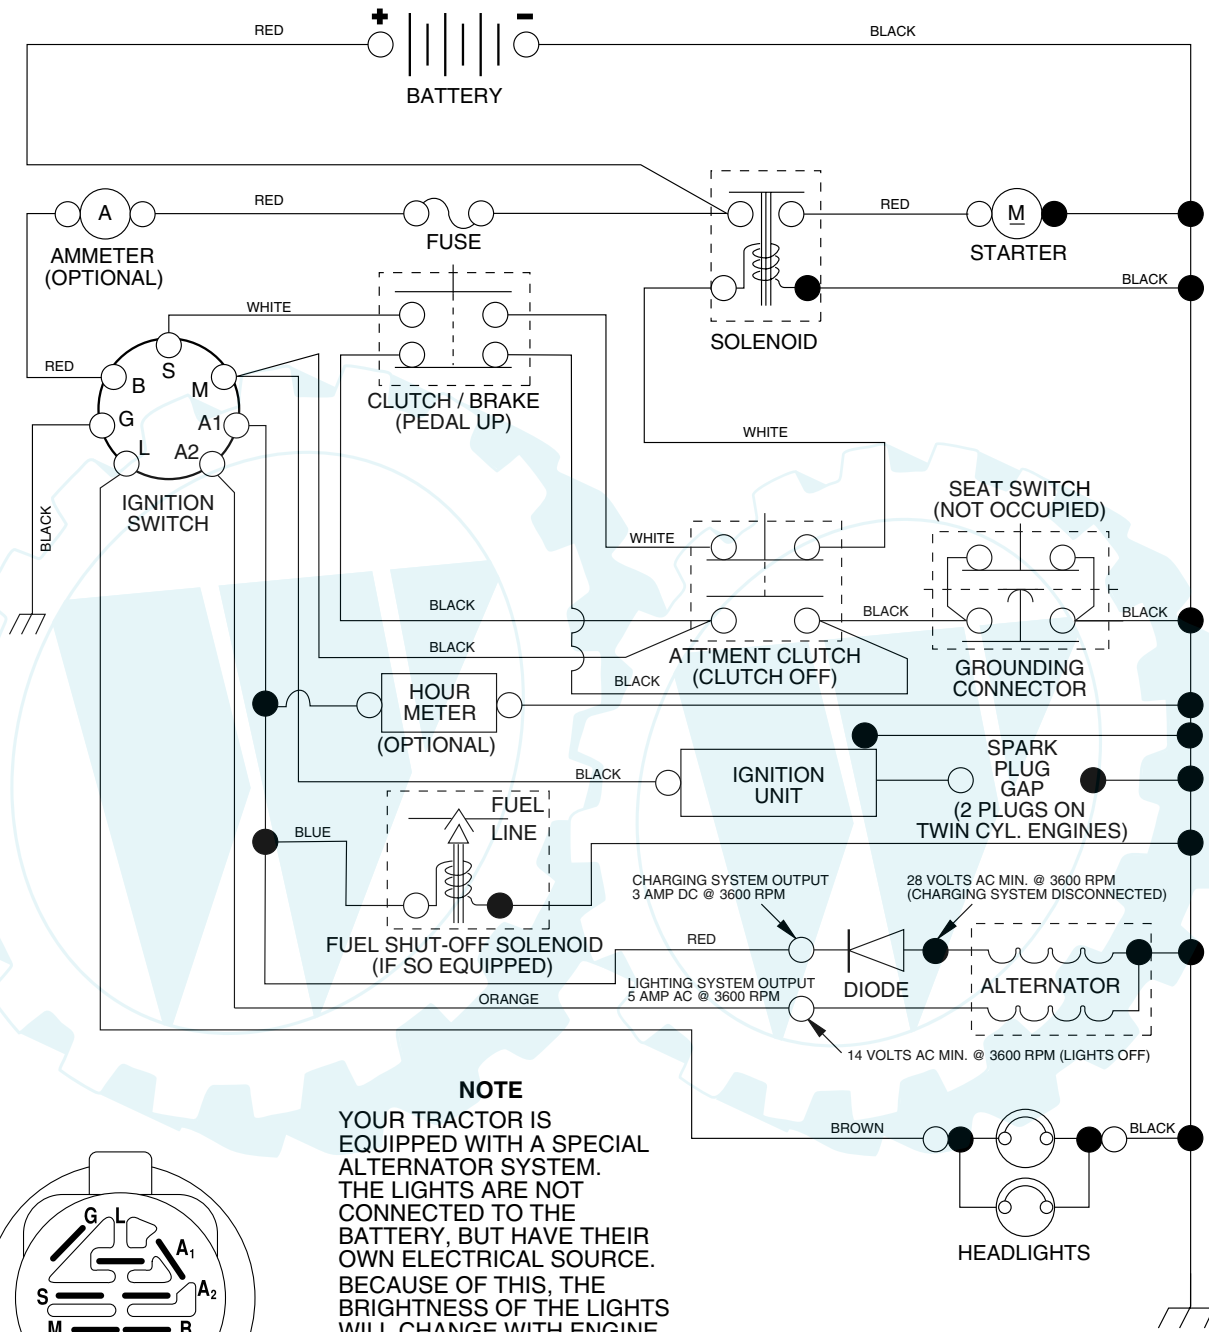 + -
RED
BLACK
BATTERY
A
RED
RED
M
FUSE
STARTER
AMMETER
(OPTIONAL)
BLACK
WHITE
SOLENOID
RED
S
B
M
CLUTCH / BRAKE
(PEDAL UP)
G
A1
L
A2
WHITE
IGNITION
SWITCH
SEAT SWITCH
(NOT OCCUPIED)
BLACK
WHITE
BLACK
BLACK
BLACK
BLACK
ATT'MENT CLUTCH
(CLUTCH OFF)
GROUNDING
CONNECTOR
BLACK
HOUR
METER
(OPTIONAL)
BLACK
IGNITION
UNIT
SPARK
PLUG
GAP
(2 PLUGS ON
TWIN CYL. ENGINES)
FUEL
LINE
BLUE
CHARGING SYSTEM OUTPUT
3 AMP DC @ 3600 RPM
28 VOLTS AC MIN. @ 3600 RPM
(CHARGING SYSTEM DISCONNECTED)
FUEL SHUT-OFF SOLENOID
(IF SO EQUIPPED)
RED
LIGHTING SYSTEM OUTPUT
5 AMP AC @ 3600 RPM
DIODE
ALTERNATOR
ORANGE
14 VOLTS AC MIN. @ 3600 RPM (LIGHTS OFF)
NOTE
YOUR TRACTOR IS
EQUIPPED WITH A SPECIAL
ALTERNATOR SYSTEM.
THE LIGHTS ARE NOT
CONNECTED TO THE
BATTERY, BUT HAVE THEIR
OWN ELECTRICAL SOURCE.
BECAUSE OF THIS, THE
BRIGHTNESS OF THE LIGHTS
WILL CHANGE WITH ENGINE
BROWN
BLACK
HEADLIGHTS
G L
A1
A2
S
M B